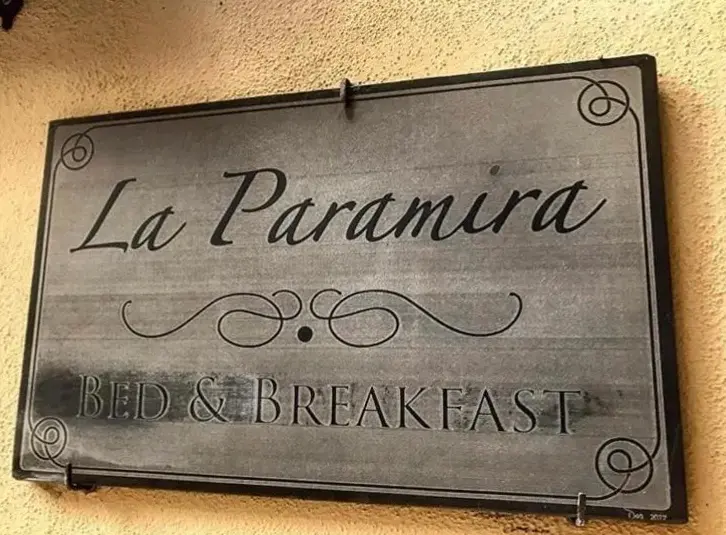 La Paramira
BED & BREAKFAST